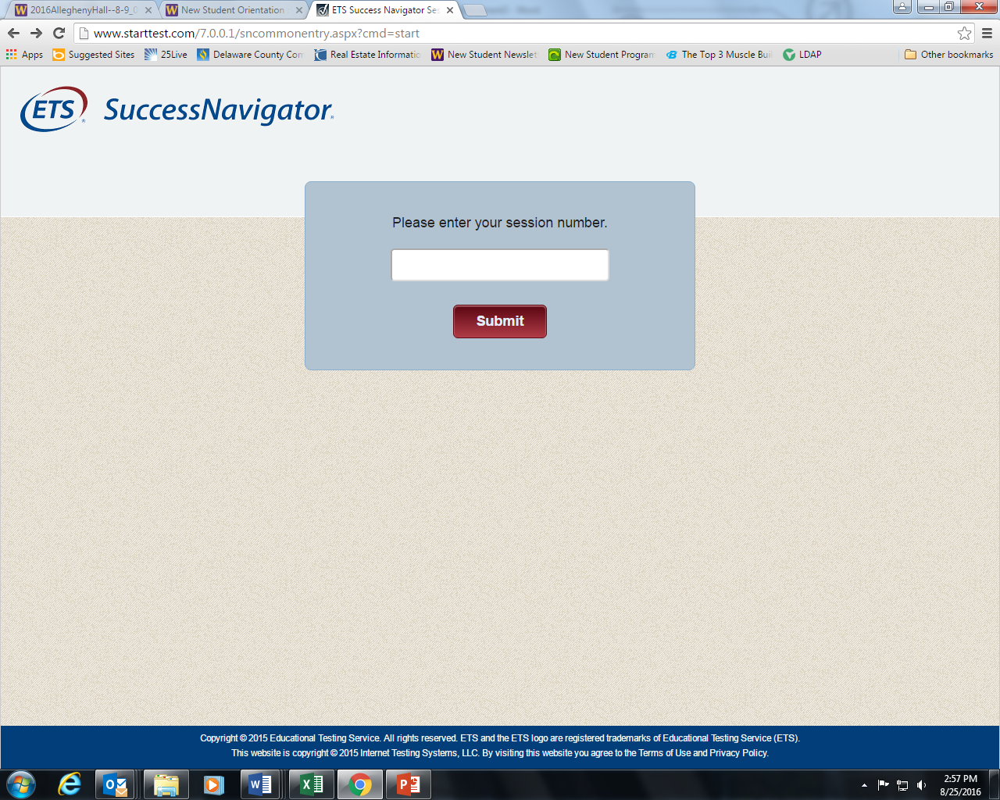 2016AlleghenyHall--8-9_0
New Student Orientation
ETS Success Navigator Ses
www.starttest.com/7.0.0.1/sncommonentry.aspx?cmd=start
Apps Suggested Sites 25Live Delaware County Com Real Estate Informatio New Student Newslet New Student Program The Top 3 Muscle Bui LDAP Other bookmarks
ETS® SuccessNavigator®
Please enter your session number.
Submit
Copyright © 2015 Educational Testing Service. All rights reserved. ETS and the ETS logo are registered trademarks of Educational Testing Service (ETS).
This website is copyright © 2015 Internet Testing Systems, LLC. By visiting this website you agree to the Terms of Use and Privacy Policy.
2:57 PM
8/25/2016